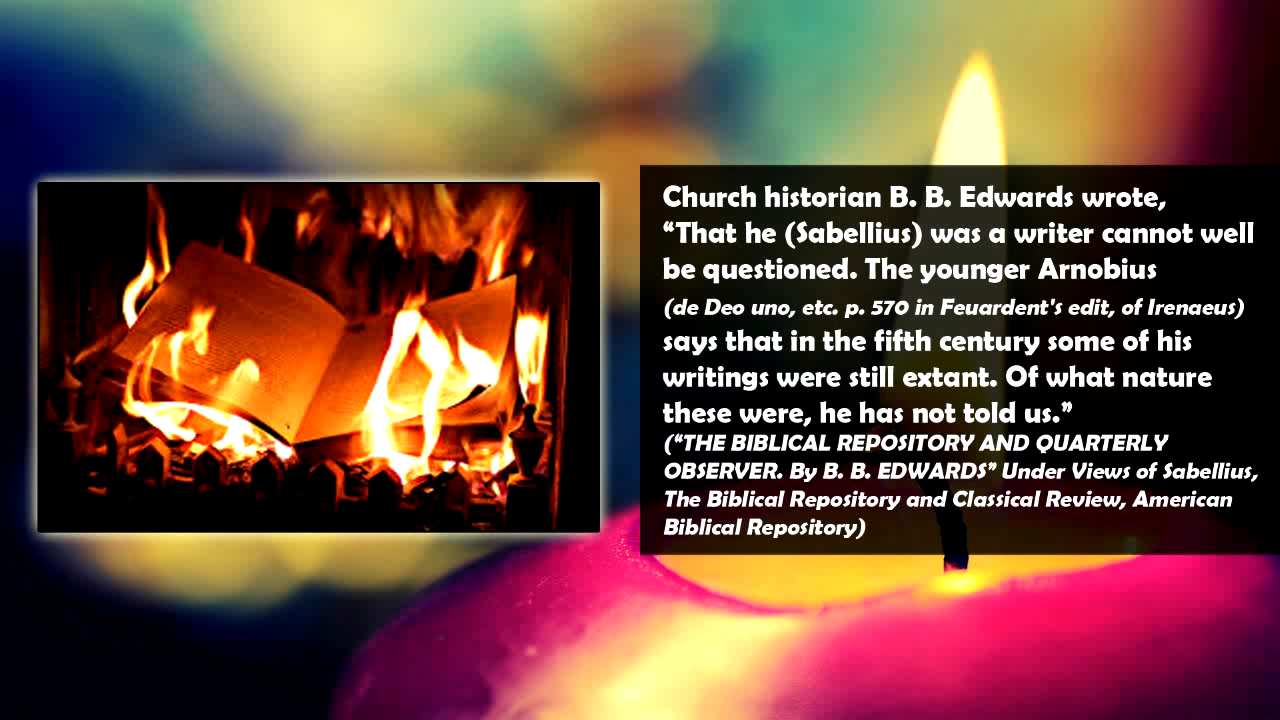 Church historian B. B. Edwards wrote,
“That he (Sabellius) was a writer cannot well
be questioned. The younger Arnobius
(de Deo uno, etc. p. 570 in Feuardent's edit, of Irenaeus)
says that in the fifth century some of his
writings were still extant. Of what nature
these were, he has not told us.”
(“THE BIBLICAL REPOSITORY AND QUARTERLY
OBSERVER. By B. B. EDWARDS” Under Views of Sabellius,
The Biblical Repository and Classical Review, American
Biblical Repository)